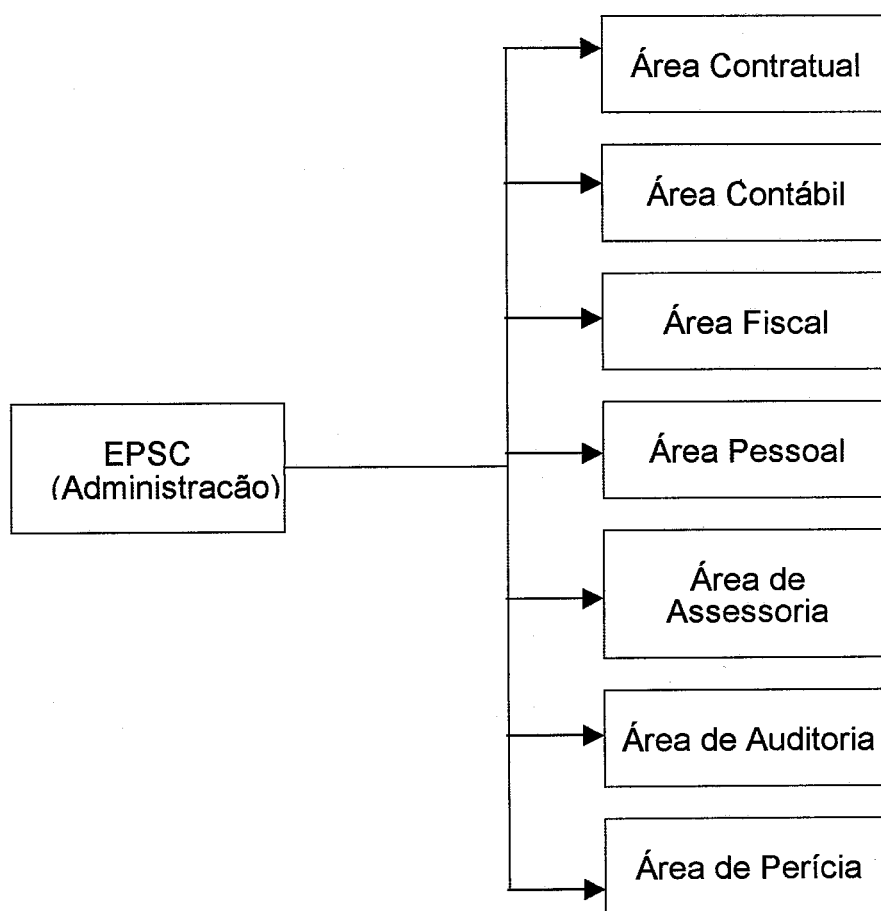 Área Contratual
Área Contábil
Área Fiscal
EPSC
(Administracão)
Área Pessoal
Área de
Assessoria
Área de Auditoria
Área de Perícia